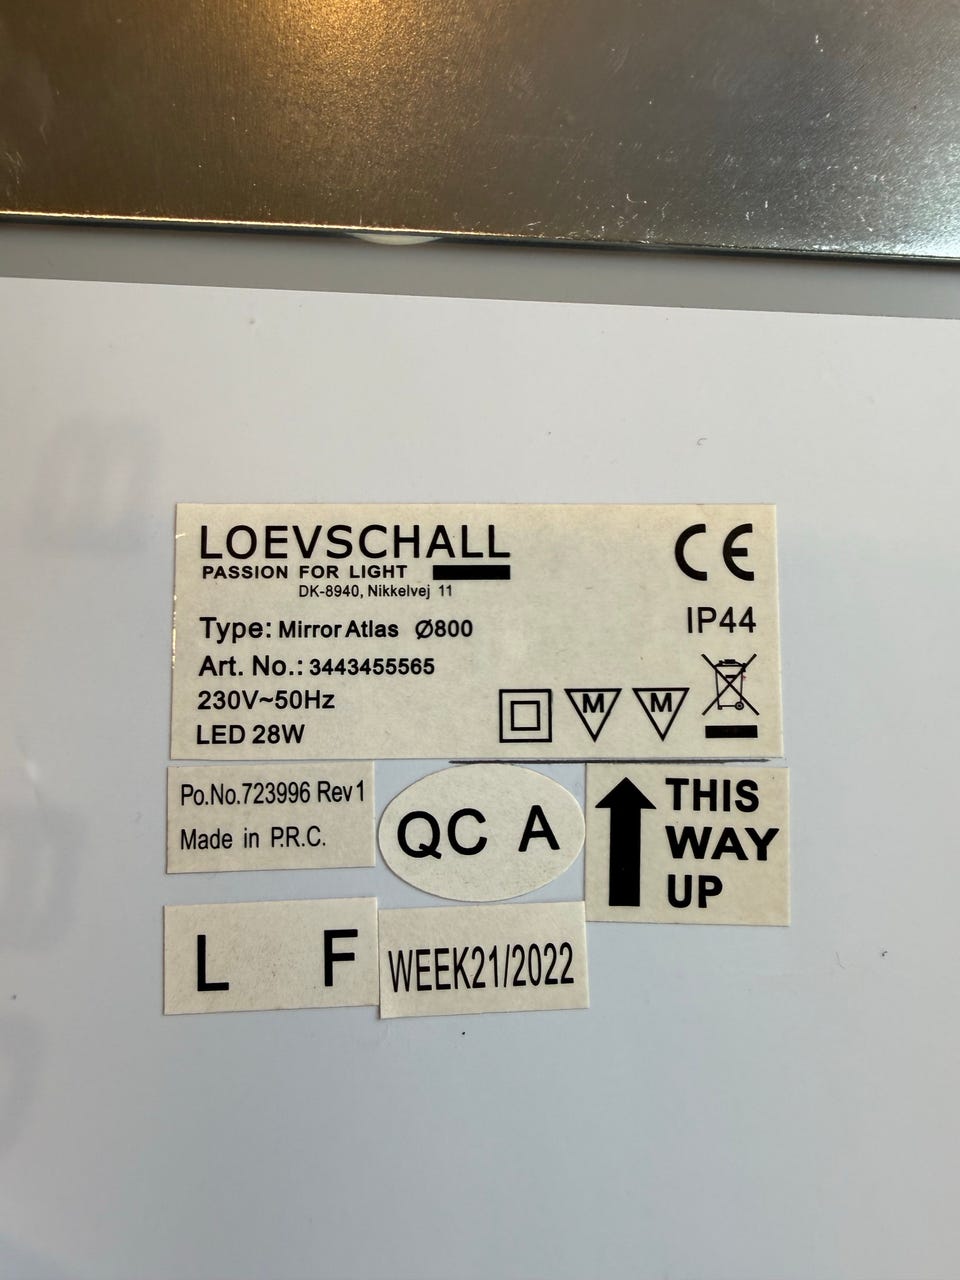 LOEVSCHALL
PASSION FOR LIGHT
DK-8940, Nikkelvej 11
CE
IP44
Type: Mirror Atlas Ø800
Art. No.: 3443455565
230V~50Hz
LED 28W
M M
Po.No.723996 Rev1
Made in P.R.C.
QC A
THIS
WAY
UP
L F
WEEK21/2022